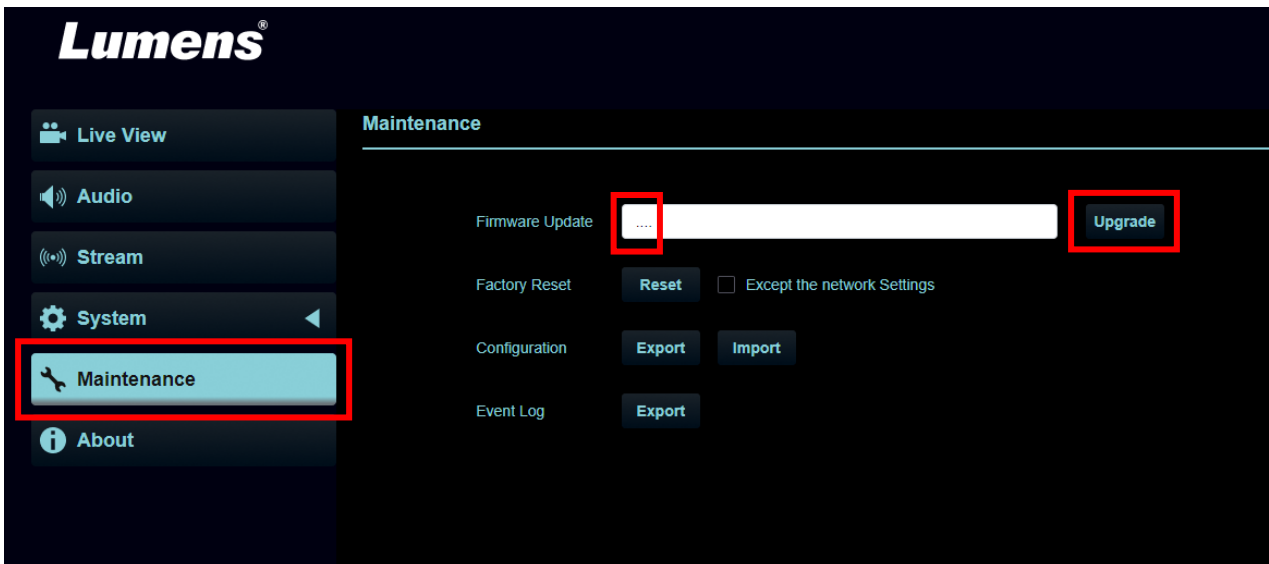 Lumens®
Live View
Audio
Stream
System
Maintenance
About
Maintenance
Firmware Update .... Upgrade
Factory Reset Reset Except the network Settings
Configuration Export Import
Event Log Export